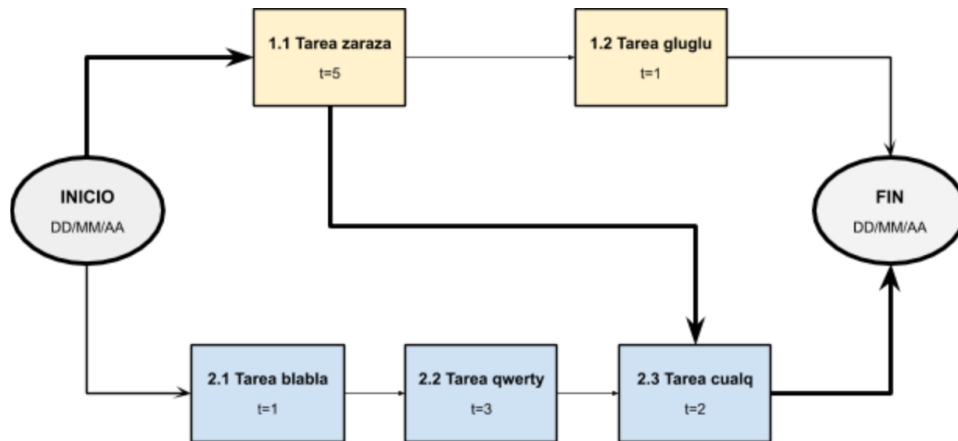 1.1 Tarea zaraza
t=5
1.2 Tarea gluglu
t=1
INICIO
DD/MM/AA
FIN
DD/MM/AA
2.1 Tarea blabla
t=1
2.2 Tarea qwerty
t=3
2.3 Tarea cualq
t=2